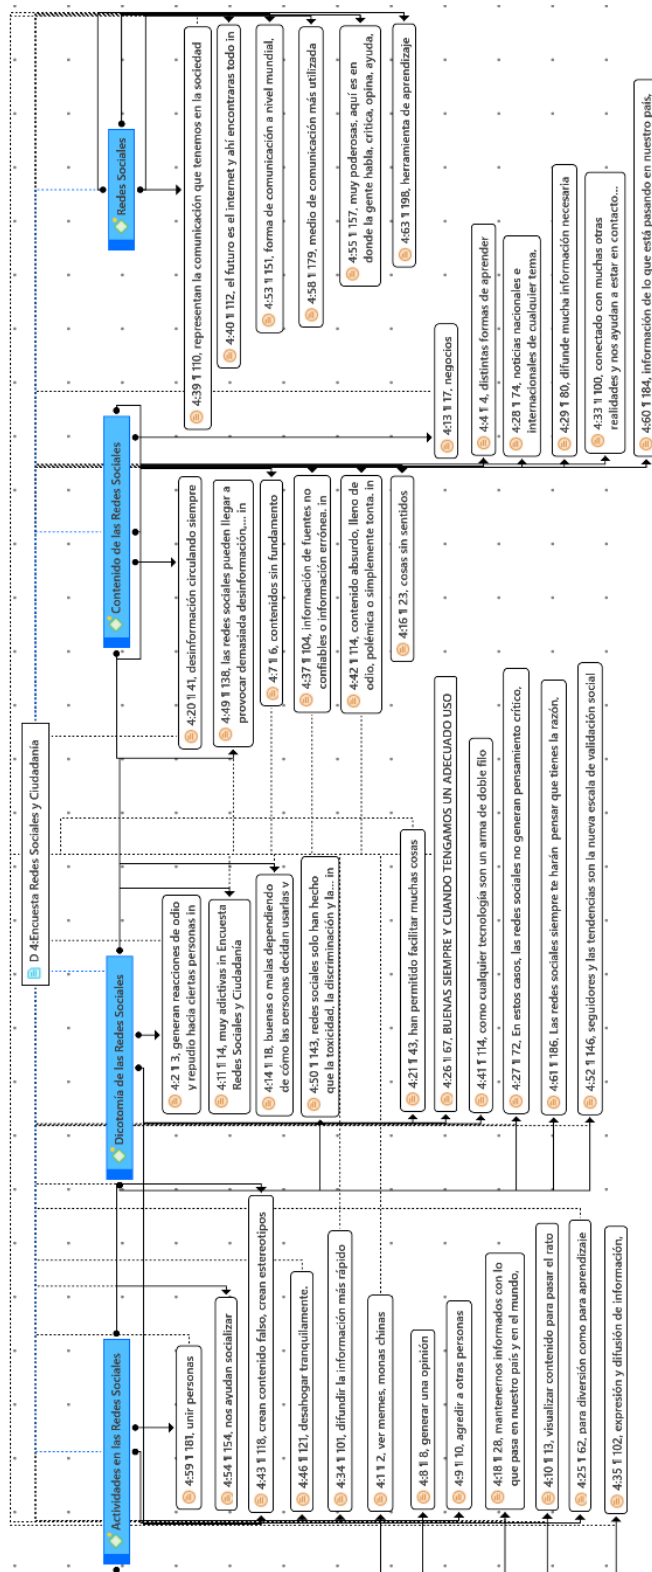 D 4:Encuesta Redes Sociales y Ciudadanía
Actividades en las Redes Sociales
4:59 ¶ 181, unir personas
4:54 ¶ 154, nos ayudan socializar
4:43 ¶ 118, crean contenido falso, crean estereotipos
4:46 ¶ 121, desahogar tranquilamente.
4:34 ¶ 101, difundir la información más rápido
4:1 ¶ 2, ver memes, monas chinas
4:8 ¶ 8, generar una opinión
4:9 ¶ 10, agredir a otras personas
4:18 ¶ 28, mantenernos informados con lo
que pasa en nuestro país y en el mundo,
4:10 ¶ 13, visualizar contenido para pasar el rato
4:25 ¶ 62, para diversión como para aprendizaje
4:35 ¶ 102, expresión y difusión de información,
Dicotomía de las Redes Sociales
4:2 ¶ 3, generan reacciones de odio
y repudio hacia ciertas personas in
4:11 ¶ 14, muy adictivas in Encuesta
Redes Sociales y Ciudadanía
4:14 ¶ 18, buenas o malas dependiendo
de cómo las personas decidan usarlas y
4:50 ¶ 143, redes sociales solo han hecho
que la toxicidad, la discriminación y la... in
4:21 ¶ 43, han permitido facilitar muchas cosas
4:26 ¶ 67, BUENAS SIEMPRE Y CUANDO TENGAMOS UN ADECUADO USO
4:41 ¶ 114, como cualquier tecnología son un arma de doble filo
4:27 ¶ 72, En estos casos, las redes sociales no generan pensamiento crítico,
4:61 ¶ 186, Las redes sociales siempre te harán pensar que tienes la razón,
4:52 ¶ 146, seguidores y las tendencias son la nueva escala de validación social
Contenido de las Redes Sociales
4:20 ¶ 41, desinformación circulando siempre
4:49 ¶ 138, las redes sociales pueden llegar a
provocar demasiada desinformación,... in
4:7 ¶ 6, contenidos sin fundamento
4:37 ¶ 104, información de fuentes no
confiables o información errónea. in
4:42 ¶ 114, contenido absurdo, lleno de
odio, polémica o simplemente tonta. in
4:16 ¶ 23, cosas sin sentidos
4:13 ¶ 17, negocios
4:4 ¶ 4, distintas formas de aprender
4:28 ¶ 74, noticias nacionales e
internacionales de cualquier tema,
4:29 ¶ 80, difunde mucha información necesaria
4:33 ¶ 100, conectado con muchas otras
realidades y nos ayudan a estar en contacto...
4:60 ¶ 184, información de lo que está pasando en nuestro país,
Redes Sociales
4:39 ¶ 110, representan la comunicación que tenemos en la sociedad
4:40 ¶ 112, el futuro es el internet y ahí encontraras todo in
4:53 ¶ 151, forma de comunicación a nivel mundial,
4:58 ¶ 179, medio de comunicación más utilizada
4:55 ¶ 157, muy poderosas, aquí es en
donde la gente habla, critica, opina, ayuda,
4:63 ¶ 198, herramienta de aprendizaje